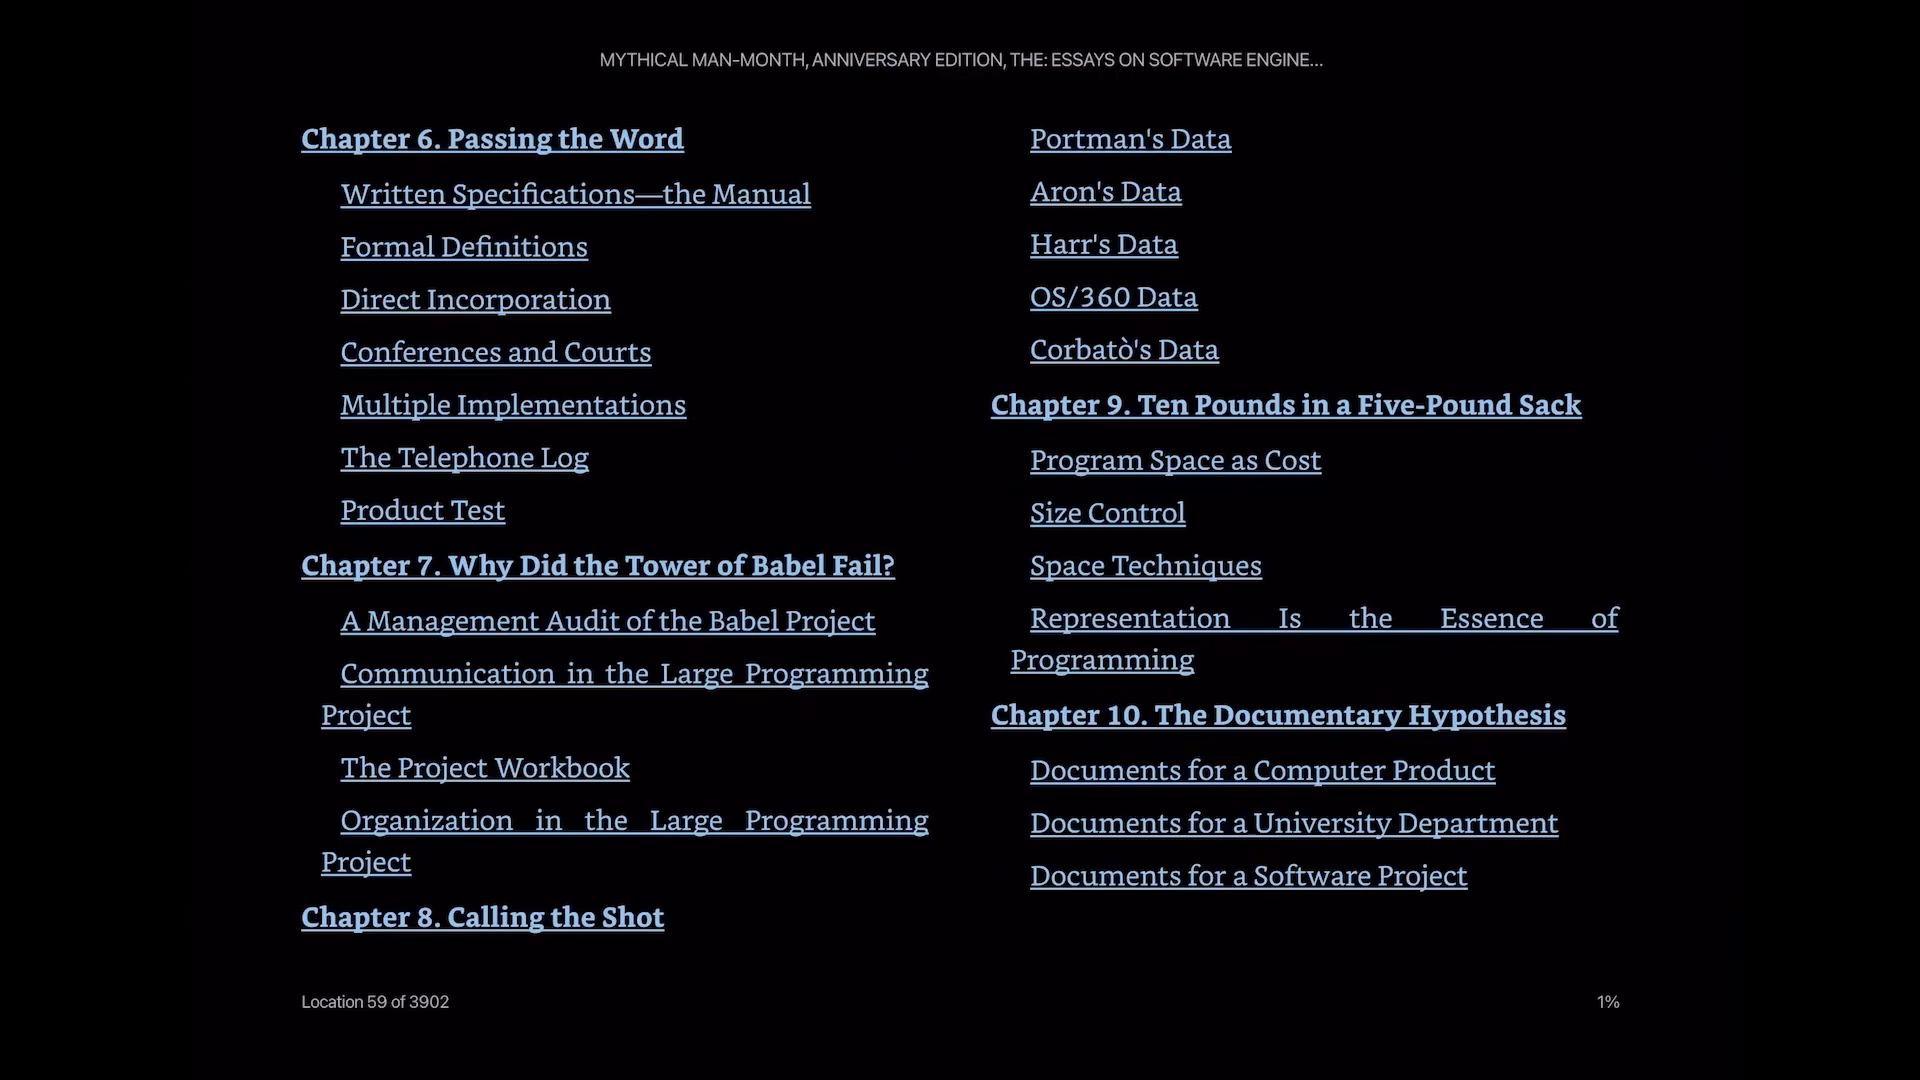 MYTHICAL MAN-MONTH, ANNIVERSARY EDITION, THE: ESSAYS ON SOFTWARE ENGINE...
Chapter 6. Passing the Word
Written Specifications—the Manual
Formal Definitions
Direct Incorporation
Conferences and Courts
Multiple Implementations
The Telephone Log
Product Test
Chapter 7. Why Did the Tower of Babel Fail?
A Management Audit of the Babel Project
Communication in the Large Programming
Project
The Project Workbook
Organization in the Large Programming
Project
Chapter 8. Calling the Shot
Portman's Data
Aron's Data
Harr's Data
OS/360 Data
Corbatò's Data
Chapter 9. Ten Pounds in a Five-Pound Sack
Program Space as Cost
Size Control
Space Techniques
Representation Is the Essence of
Programming
Chapter 10. The Documentary Hypothesis
Documents for a Computer Product
Documents for a University Department
Documents for a Software Project
Location 59 of 3902
1%